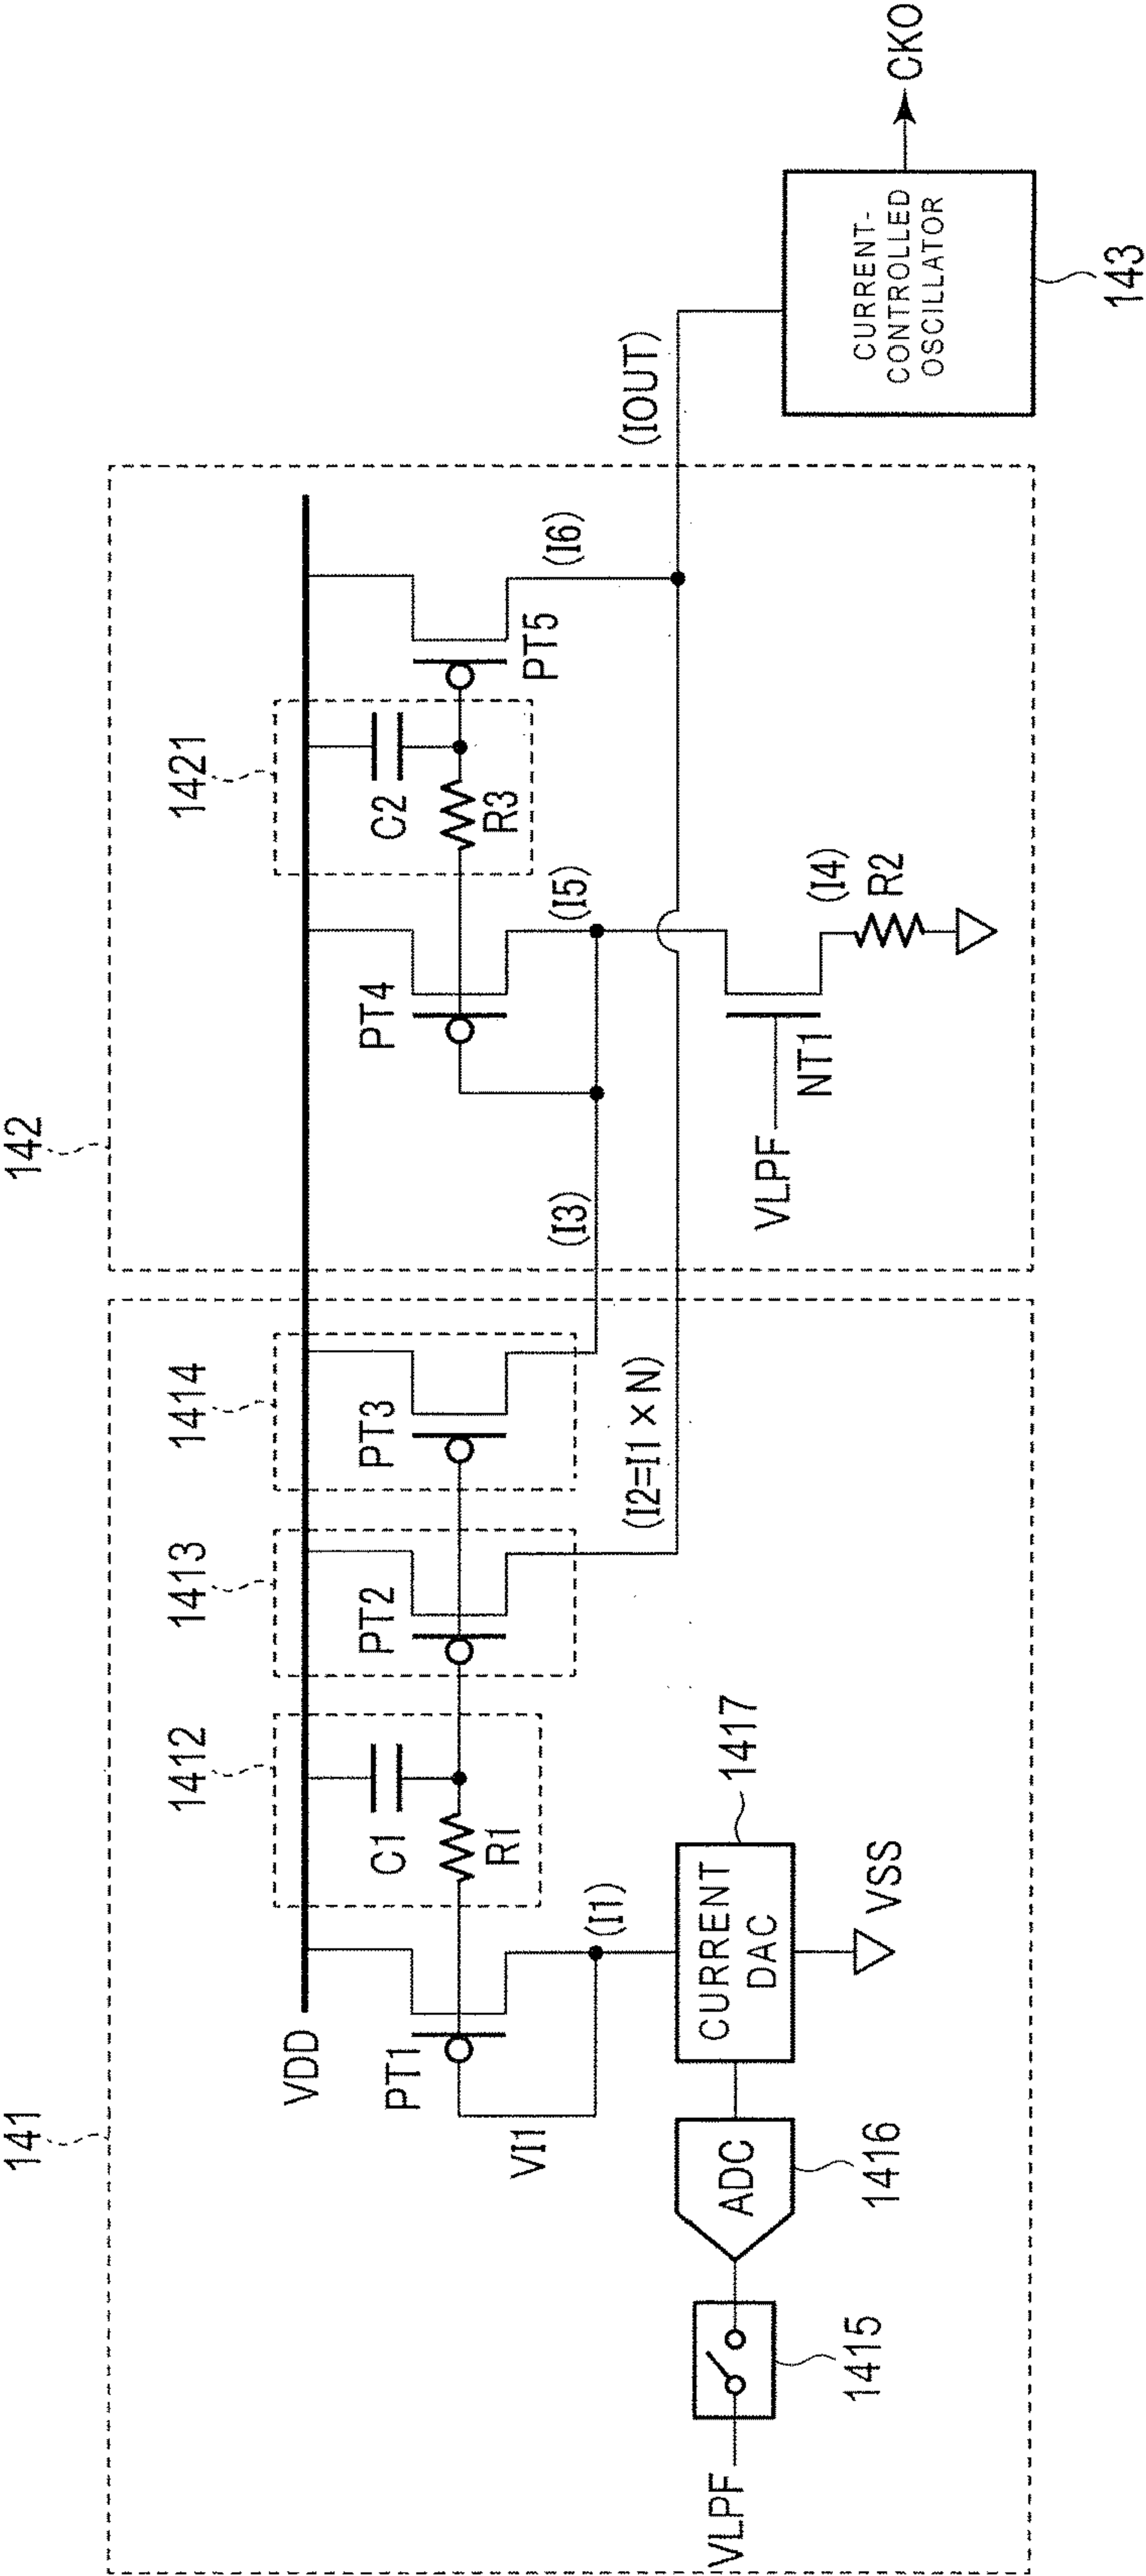 141
142
VDD
PT1
VI1
(I1)
1412
C1
R1
1413
PT2
1414
PT3
(I2=I1 × N)
(I3)
PT4
(I5)
1421
C2
R3
PT5
(I6)
(IOUT)
VLPF
1415
ADC
1416
CURRENT
DAC
1417
VSS
VLPF
NT1
(I4)
R2
CURRENT-
CONTROLLED
OSCILLATOR
143
CKO